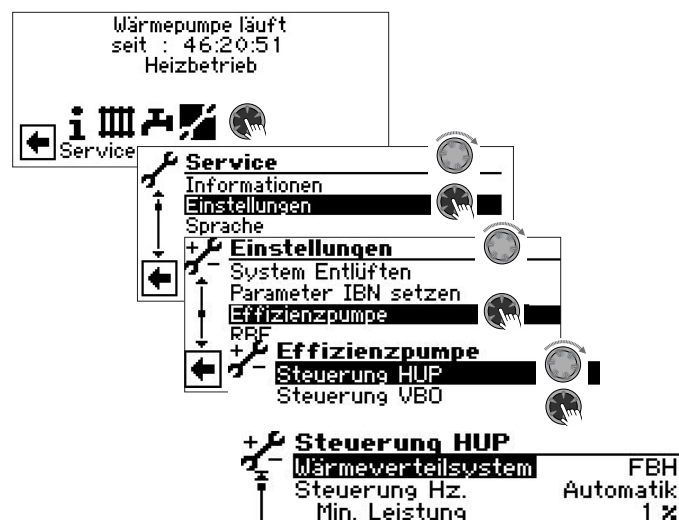 Wärmepumpe läuft
seit : 46:20:51
Heizbetrieb
Service
Service
Informationen
Einstellungen
Sprache
Einstellungen
System Entlüften
Parameter IBN setzen
Effizienzpumpe
Effizienzpumpe
Steuerung HUP
Steuerung VBO
Steuerung HUP
Wärmeverteilsystem FBH
Steuerung Hz. Automatik
Min. Leistung 1 %